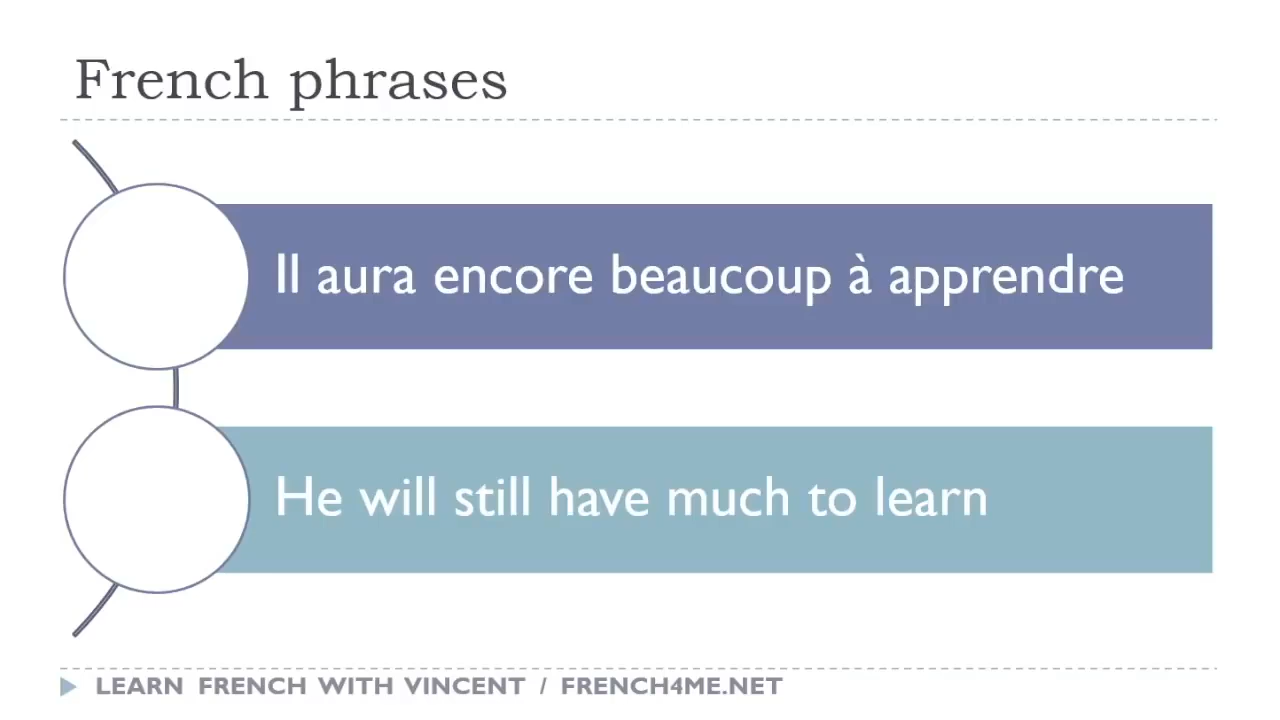 French phrases
Il aura encore beaucoup à apprendre
He will still have much to learn
LEARN FRENCH WITH VINCENT / FRENCH4ME.NET